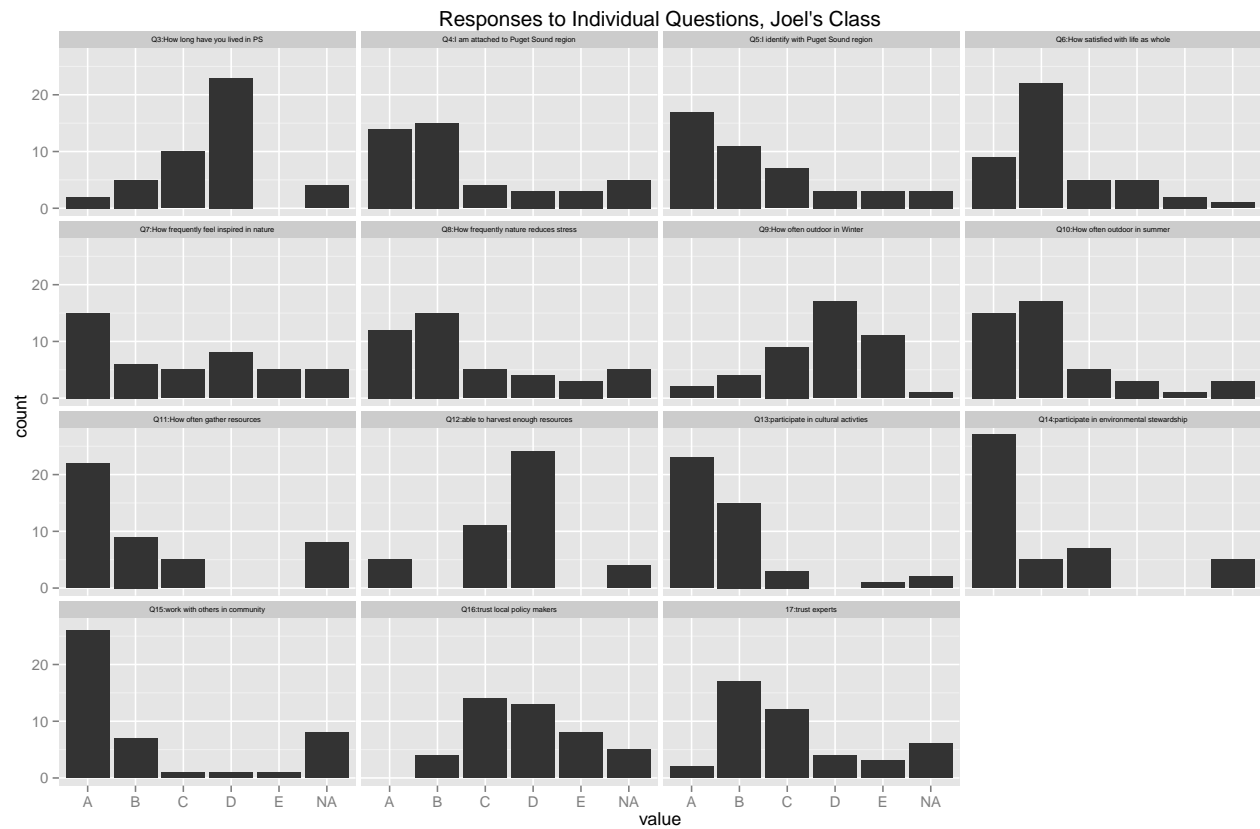 Responses to Individual Questions, Joel's Class
Q3:How long have you lived in PS
Q4:I am attached to Puget Sound region
Q5:I identify with Puget Sound region
Q6:How satisfied with life as whole
20
10
0
Q7:How frequently feel inspired in nature
Q8:How frequently nature reduces stress
Q9:How often outdoor in Winter
Q10:How often outdoor in summer
20
10
0
count
Q11:How often gather resources
Q12:able to harvest enough resources
Q13:participate in cultural activties
Q14:participate in environmental stewardship
20
10
0
Q15:work with others in community
Q16:trust local policy makers
17:trust experts
20
10
0
A B C D E NA
A B C D E NA
A B C D E NA
value